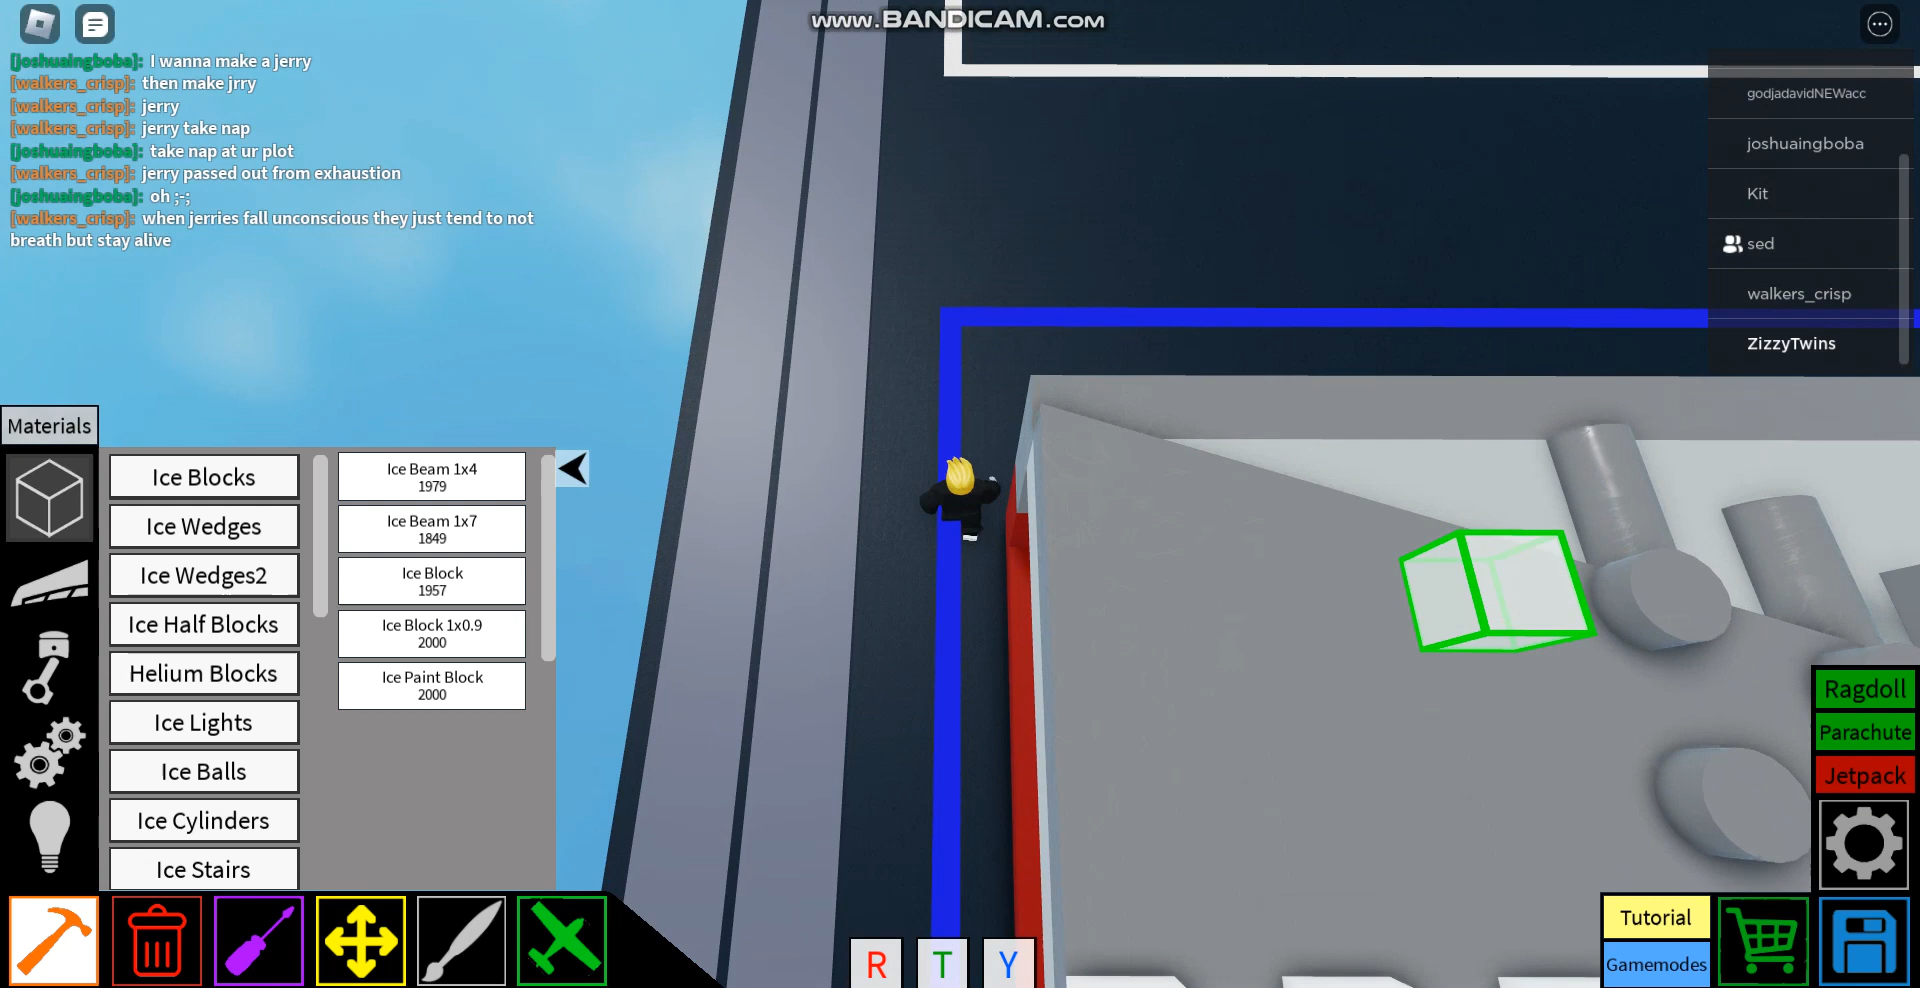 www.BANDICAM.com
[joshuaingboba]: I wanna make a jerry
[walkers_crisp]: then make jrry
[walkers_crisp]: jerry
[walkers_crisp]: jerry take nap
[joshuaingboba]: take nap at ur plot
[walkers_crisp]: jerry passed out from exhaustion
[joshuaingboba]: oh ;-;
[walkers_crisp]: when jerries fall unconscious they just tend to not
breath but stay alive
godjadavidNEWacc
joshuaingboba
Kit
sed
walkers_crisp
ZizzyTwins
Materials
Ice Blocks
Ice Wedges
Ice Wedges2
Ice Half Blocks
Helium Blocks
Ice Lights
Ice Balls
Ice Cylinders
Ice Stairs
Ice Beam 1x4
1979
Ice Beam 1x7
1849
Ice Block
1957
Ice Block 1x0.9
2000
Ice Paint Block
2000
Ragdoll
Parachute
Jetpack
Tutorial
Gamemodes
R T Y